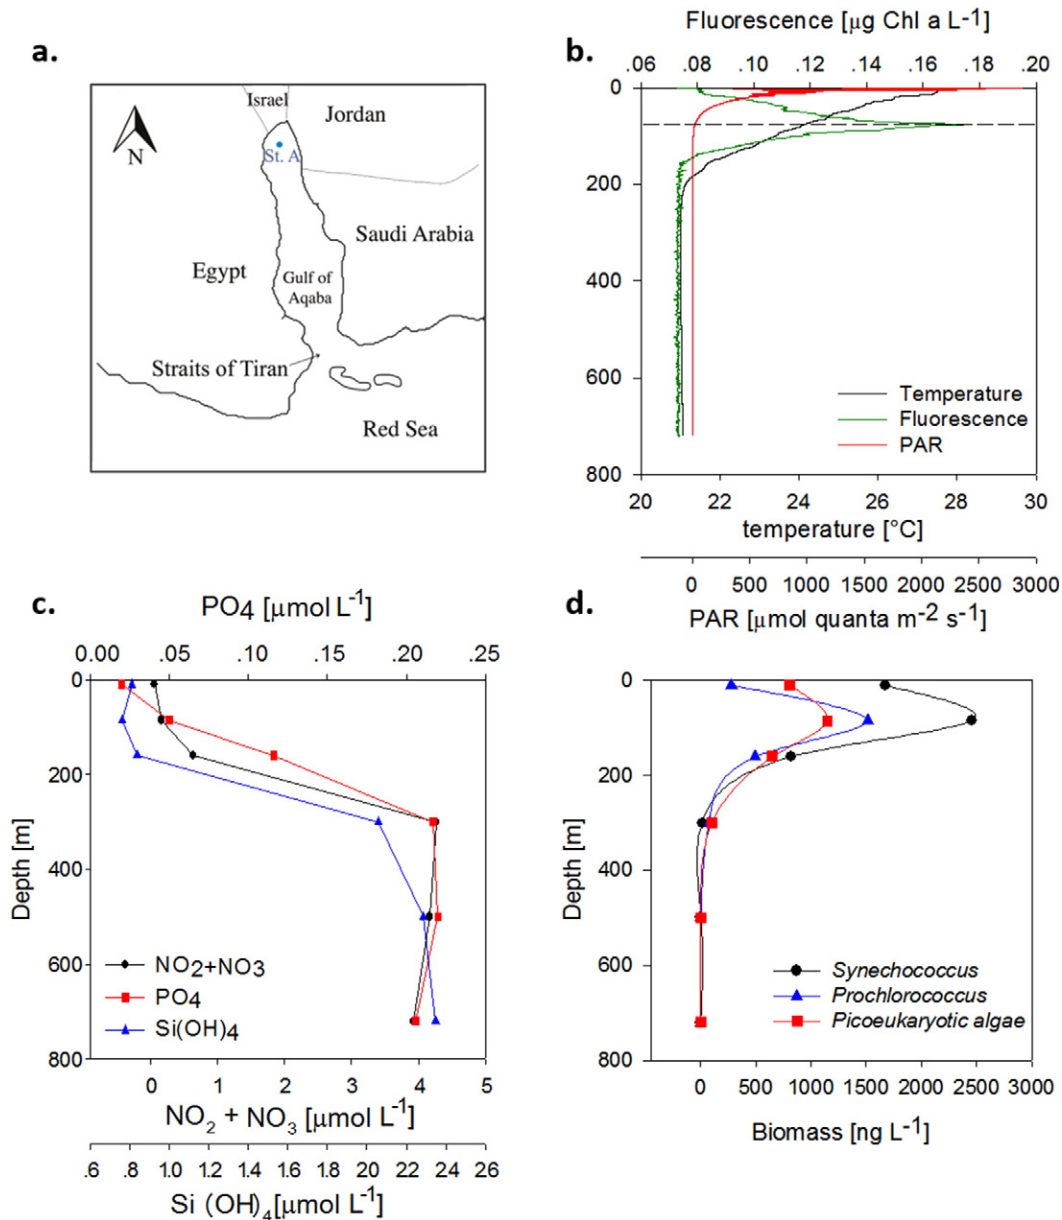 a.
Israel
Jordan
N
St. A
Saudi Arabia
Egypt
Gulf of
Aqaba
Straits of Tiran
Red Sea
b.
Fluorescence [µg Chl a L-1]
.06 .08 .10 .12 .14 .16 .18 .20
0
200
400
600
800
Temperature
Fluorescence
PAR
20 22 24 26 28 30
temperature [°C]
0 500 1000 1500 2000 2500 3000
PAR [µmol quanta m-2 s-1]
c.
PO4 [µmol L-1]
0.00 .05 .10 .15 .20 .25
0
200
400
600
800
Depth [m]
NO2+NO3
PO4
Si(OH)4
0 1 2 3 4 5
NO2 + NO3 [µmol L-1]
.6 .8 1.0 1.2 1.4 1.6 1.8 20 22 24 26
Si (OH)4[µmol L-1]
d.
0
200
400
600
800
Depth [m]
Synechococcus
Prochlorococcus
Picoeukaryotic algae
0 500 1000 1500 2000 2500 3000
Biomass [ng L-1]